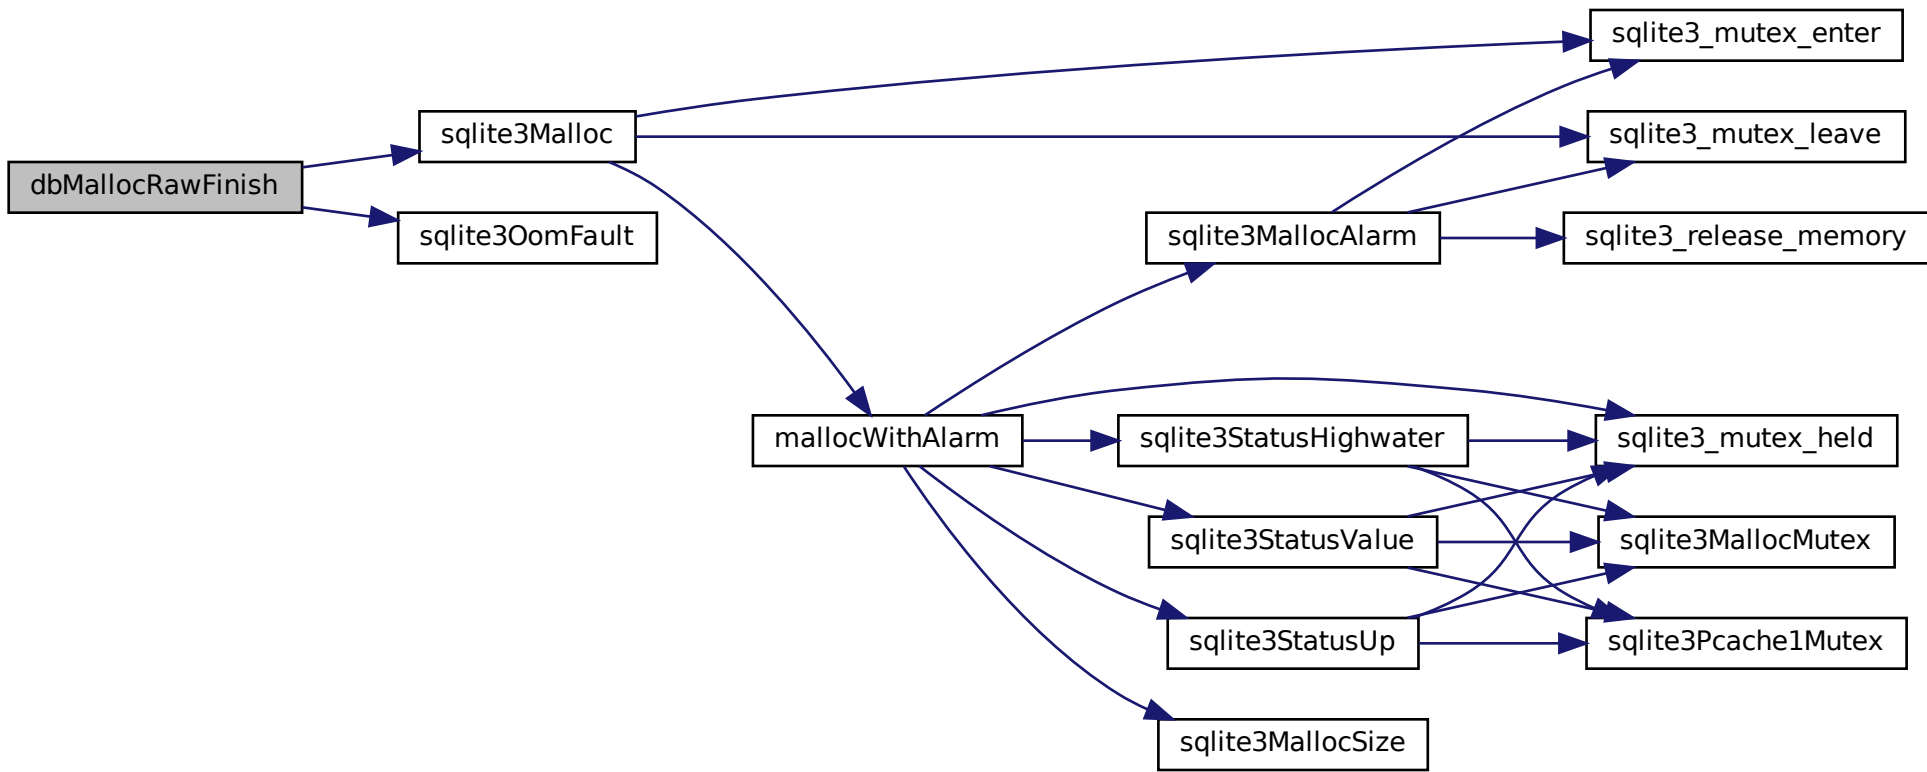 dbMallocRawFinish
sqlite3Malloc
sqlite3OomFault
mallocWithAlarm
sqlite3MallocAlarm
sqlite3StatusHighwater
sqlite3StatusValue
sqlite3StatusUp
sqlite3MallocSize
sqlite3_mutex_enter
sqlite3_mutex_leave
sqlite3_release_memory
sqlite3_mutex_held
sqlite3MallocMutex
sqlite3Pcache1Mutex